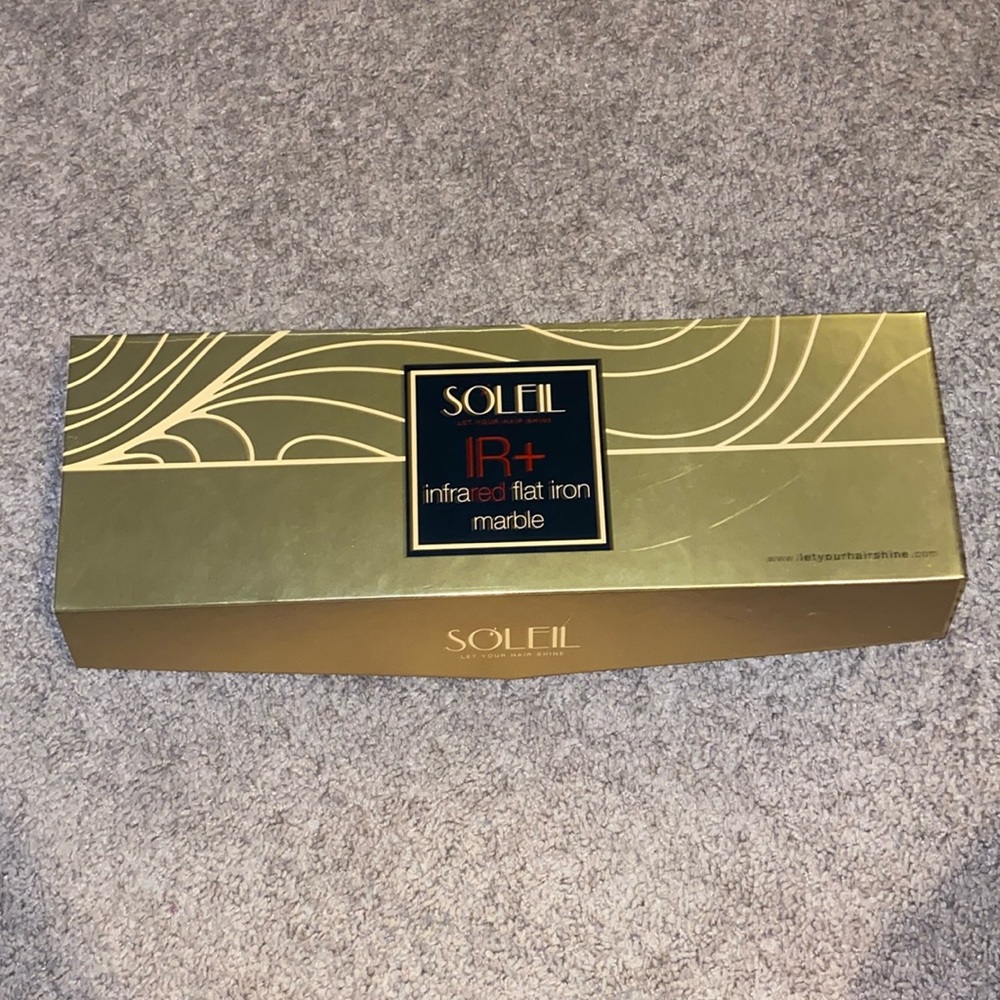 SOLEIL
LET YOUR HAIR SHINE
IR+
infrared flat iron
marble
www.letyourhairshine.com
SOLEIL
LET YOUR HAIR SHINE